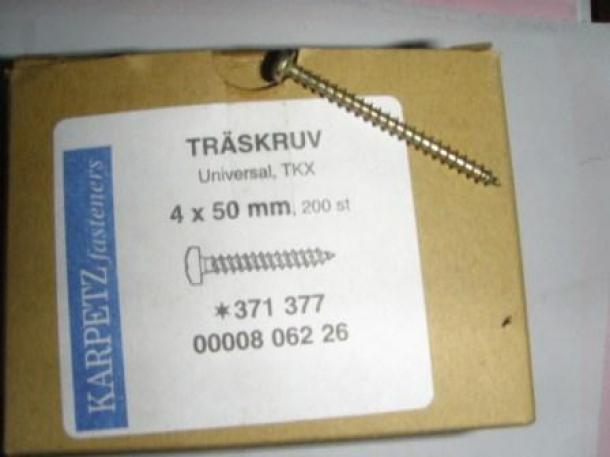 TRÄSKRUV
Universal, TKX
4 x 50 mm, 200 st
✶371 377
00008 062 26
KARPETZ fasteners